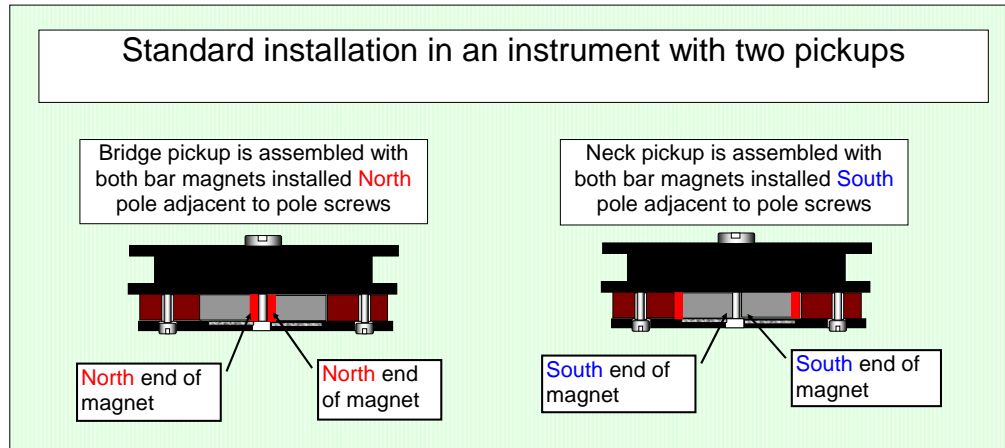 Standard installation in an instrument with two pickups
Bridge pickup is assembled with
both bar magnets installed North
pole adjacent to pole screws
Neck pickup is assembled with
both bar magnets installed South
pole adjacent to pole screws
North end of
magnet
North end
of magnet
South end of
magnet
South end of
magnet